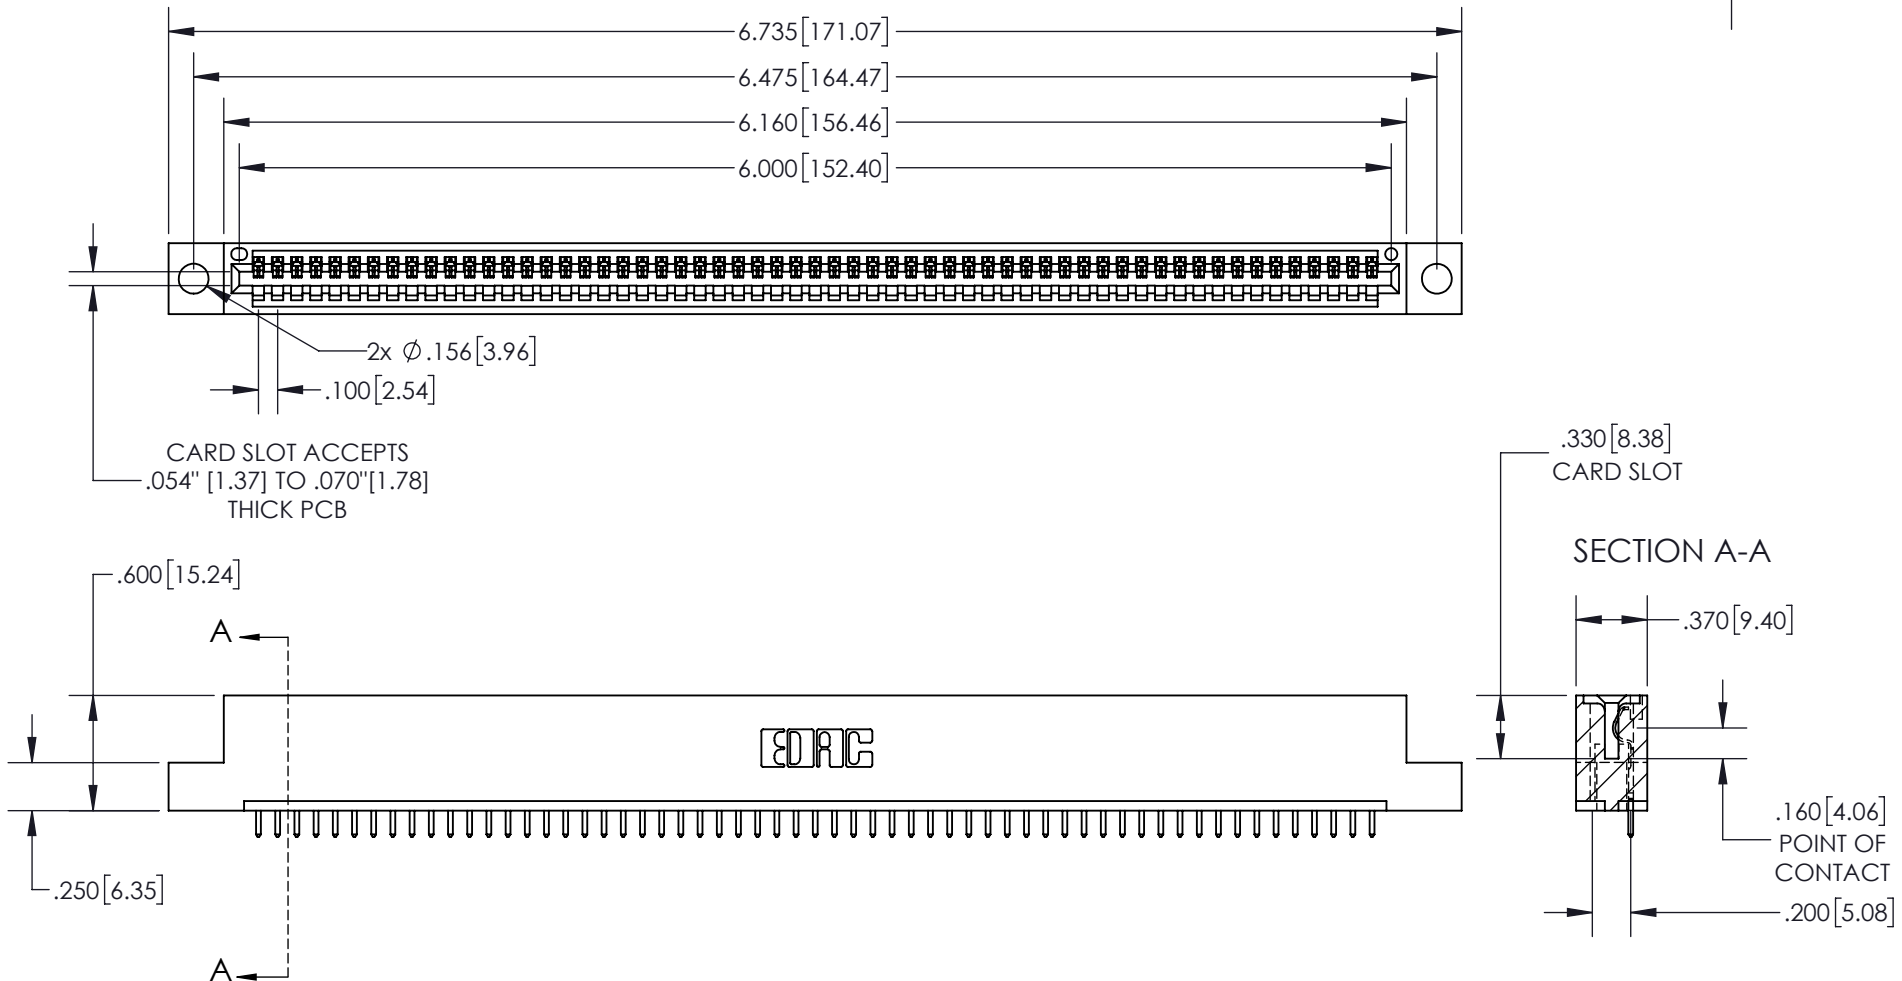 6.735[171.07]
6.475[164.47]
6.160[156.46]
6.000[152.40]
2x Ø.156[3.96]
.100[2.54]
CARD SLOT ACCEPTS
.054" [1.37] TO .070"[1.78]
THICK PCB
.330[8.38]
CARD SLOT
SECTION A-A
.600[15.24]
.370[9.40]
A
EDAC
.160[4.06]
POINT OF
CONTACT
.250[6.35]
.200[5.08]
A